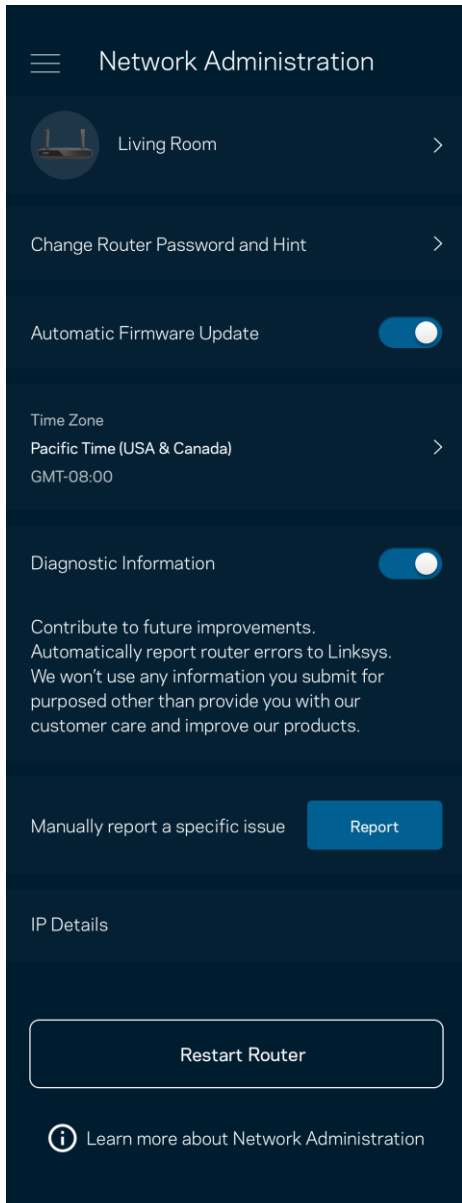 Network Administration
Living Room
Change Router Password and Hint
Automatic Firmware Update
Time Zone
Pacific Time (USA & Canada)
GMT-08:00
Diagnostic Information
Contribute to future improvements.
Automatically report router errors to Linksys.
We won't use any information you submit for
purposed other than provide you with our
customer care and improve our products.
Manually report a specific issue
Report
IP Details
Restart Router
Learn more about Network Administration